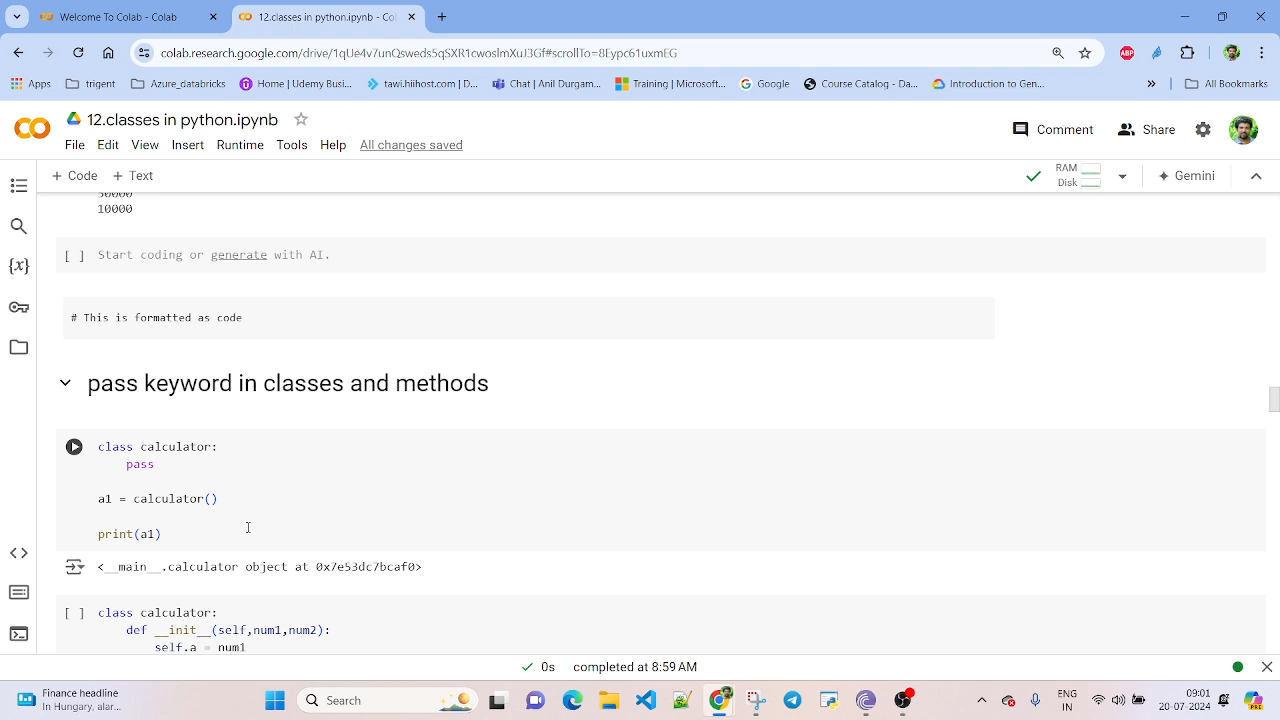 Welcome To Colab - Colab
12.classes in python.ipynb - Co
colab.research.google.com/drive/1qUe4v7unQsweds5qSXR1cwosImXuJ3Gf#scrollTo=8Eypc61uxmEG
ABP
Apps
trigent
Azure_databricks
Home | Udemy Busi...
tawi.hiihost.com | D...
Chat | Anil Durgam...
Training | Microsoft...
Google
Course Catalog - Da...
Introduction to Gen...
»
All Bookmarks
12.classes in python.ipynb
Comment
Share
File Edit View Insert Runtime Tools Help All changes saved
+ Code + Text
RAM
Disk
Gemini
50000
10000
[ ] Start coding or generate with AI.
# This is formatted as code
pass keyword in classes and methods
class calculator:
pass
a1 = calculator()
print(a1)
<__main__.calculator object at 0x7e53dc7bcaf0>
[ ] class calculator:
def __init__(self,num1,num2):
self.a = num1
0s completed at 8:59 AM
Finance headline
In Hungary, alar...
Search
ENG
IN
09:01
20-07-2024